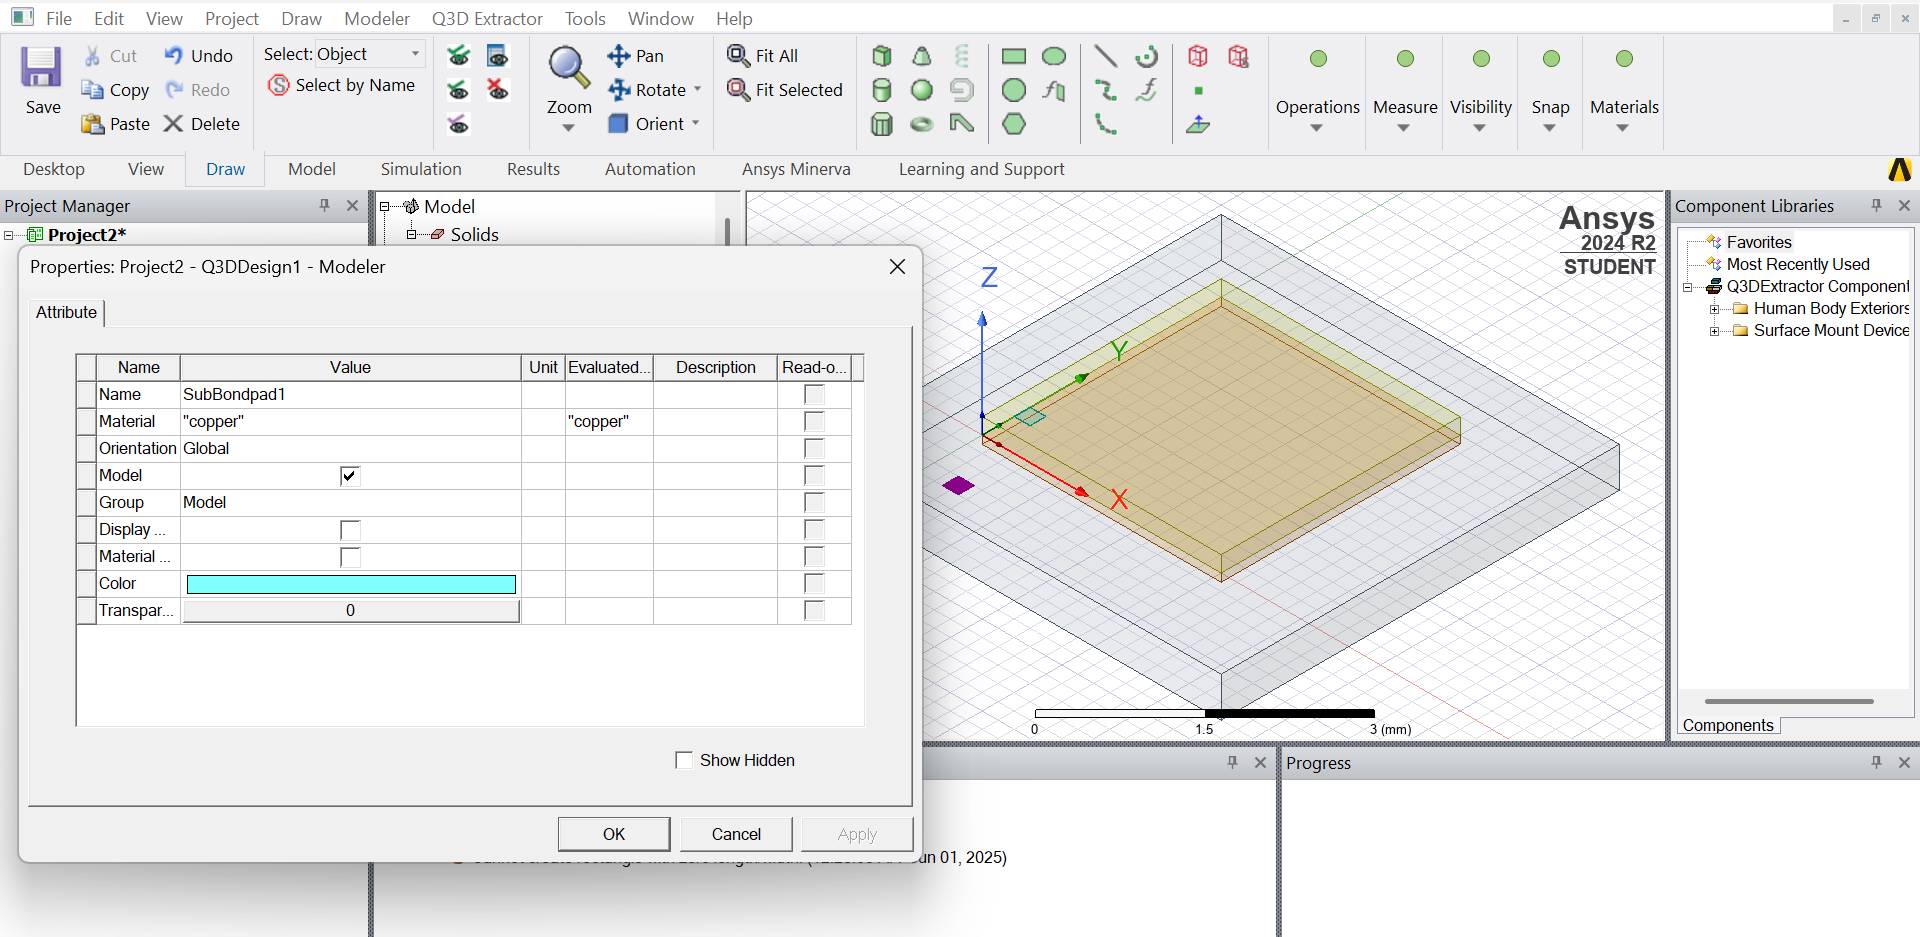 File Edit View Project Draw Modeler Q3D Extractor Tools Window Help
Save
Cut
Copy
Paste
Undo
Redo
Delete
Select: Object
Select by Name
Zoom
Pan
Rotate
Orient
Fit All
Fit Selected
Operations
Measure
Visibility
Snap
Materials
Desktop View Draw Model Simulation Results Automation Ansys Minerva Learning and Support
Project Manager
Project2*
Model
Solids
Properties: Project2 - Q3DDesign1 - Modeler
Attribute
Name Value Unit Evaluated... Description Read-o...
Name SubBondpad1
Material "copper" "copper"
Orientation Global
Model
Group Model
Display ...
Material ...
Color
Transpar... 0
Show Hidden
OK Cancel Apply
Z
Y
X
Ansys
2024 R2
STUDENT
0 1.5 3 (mm)
Component Libraries
Favorites
Most Recently Used
Q3DExtractor Component
Human Body Exteriors
Surface Mount Device
Components
Progress
01, 2025)